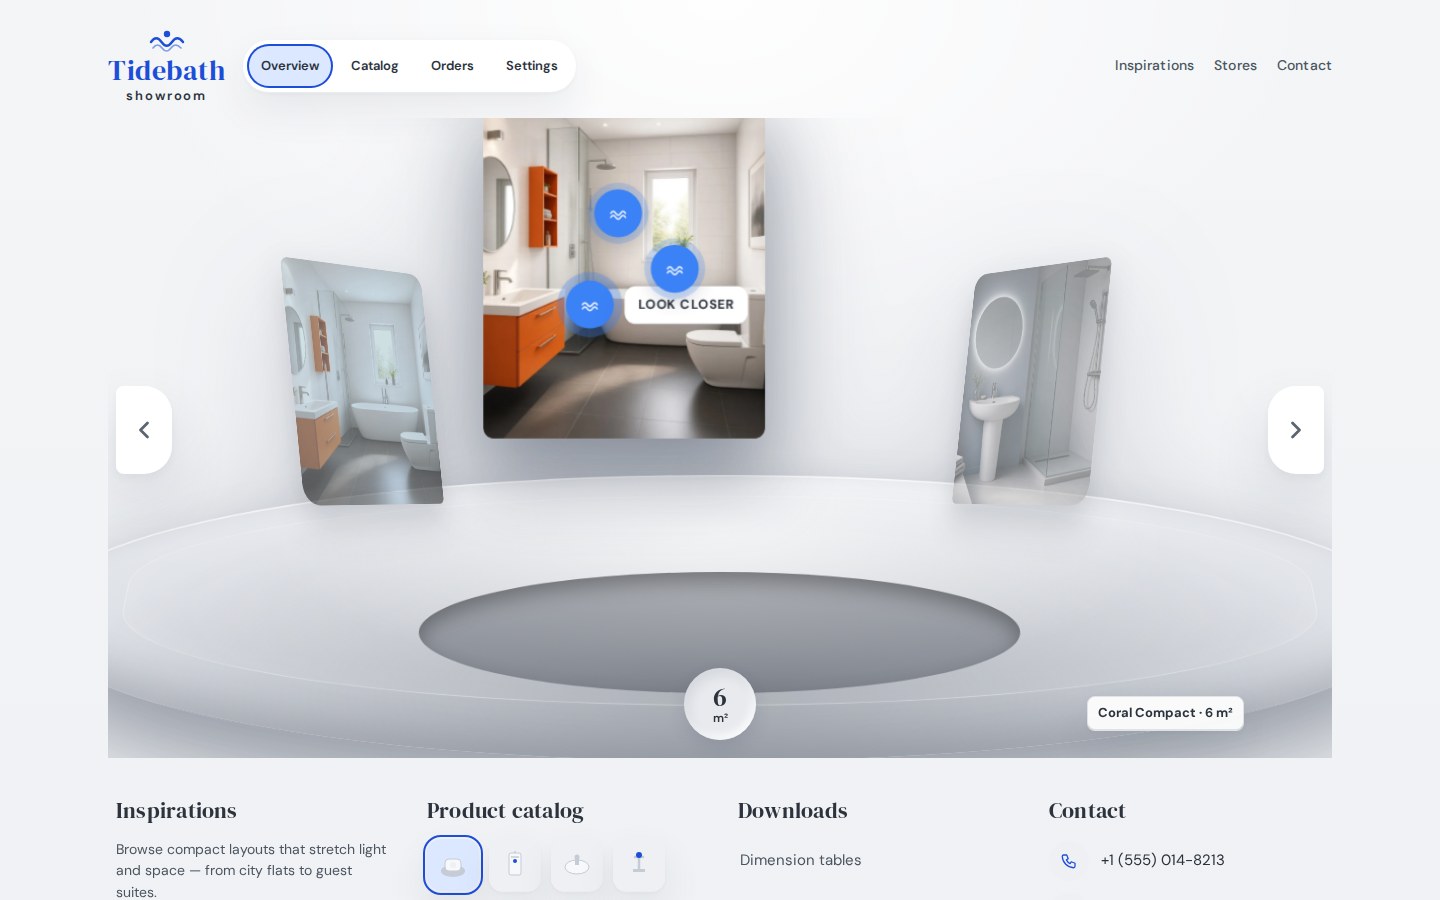 Tidebath
showroom
Overview
Catalog
Orders
Settings
Inspirations
Stores
Contact
LOOK CLOSER
6
m²
Coral Compact · 6 m²
Inspirations
Browse compact layouts that stretch light
and space — from city flats to guest
suites.
Product catalog
Downloads
Dimension tables
Contact
+1 (555) 014-8213